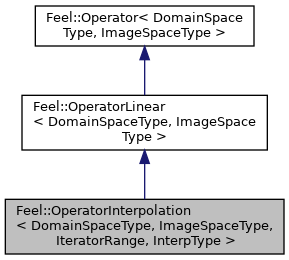 Feel::Operator< DomainSpace
Type, ImageSpaceType >
Feel::OperatorLinear
< DomainSpaceType, ImageSpace
Type >
Feel::OperatorInterpolation
< DomainSpaceType, ImageSpaceType,
IteratorRange, InterpType >